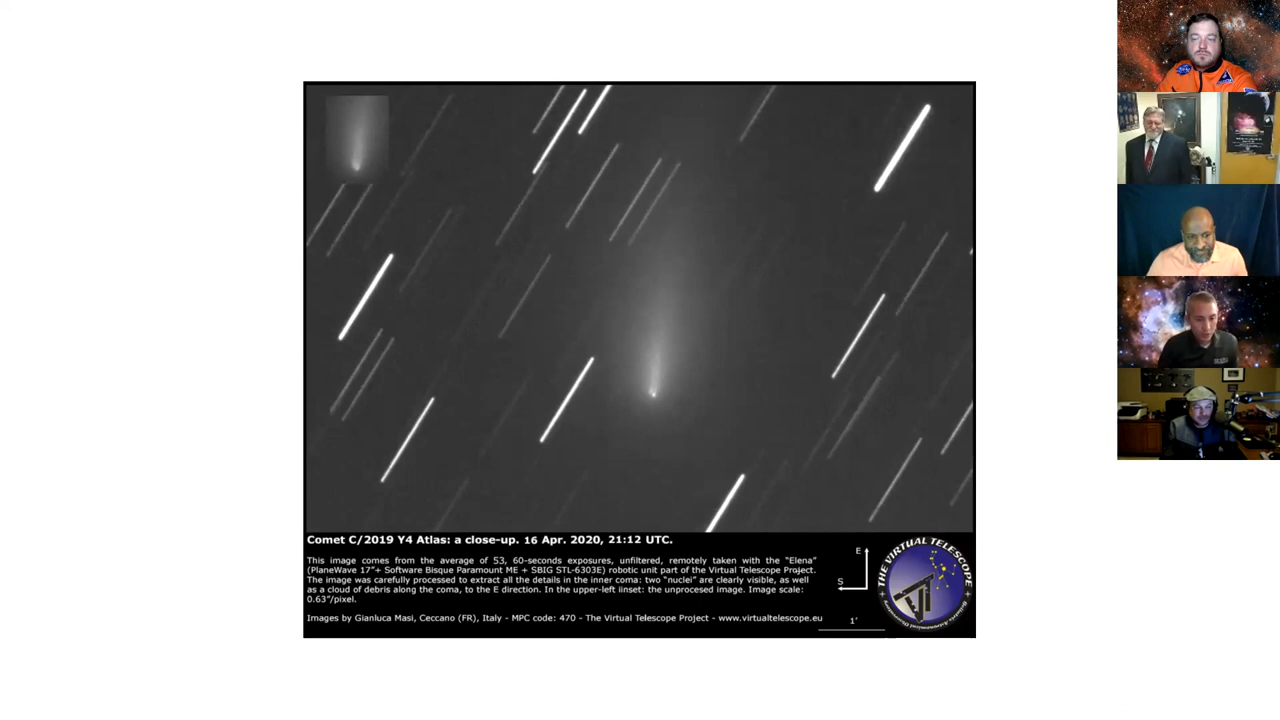 Comet C/2019 Y4 Atlas: a close-up. 16 Apr. 2020, 21:12 UTC.
This image comes from the average of 53, 60-seconds exposures, unfiltered, remotely taken with the “Elena”
(PlaneWave 17”+ Software Bisque Paramount ME + SBIG STL-6303E) robotic unit part of the Virtual Telescope Project.
The image was carefully processed to extract all the details in the inner coma: two “nuclei” are clearly visible, as well
as a cloud of debris along the coma, to the E direction. In the upper-left iinset: the unprocesed image. Image scale:
0.63”/pixel.
Images by Gianluca Masi, Ceccano (FR), Italy - MPC code: 470 - The Virtual Telescope Project - www.virtualtelescope.eu
E
S
1'
THE VIRTUAL TELESCOPE
VT